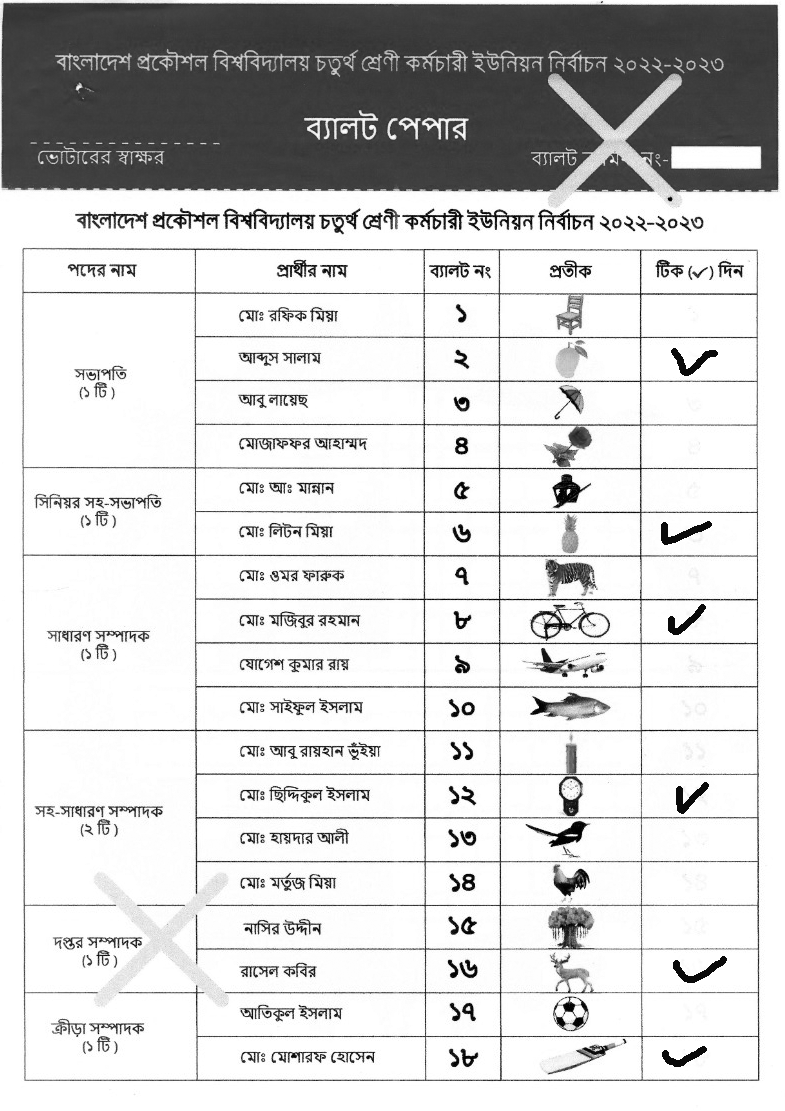 বাংলাদেশ প্রকৌশল বিশ্ববিদ্যালয় চতুর্থ শ্রেণী কর্মচারী ইউনিয়ন নির্বাচন ২০২২-২০২৩
ব্যালট পেপার
ভোটারের স্বাক্ষর
ব্যালট নং-
বাংলাদেশ প্রকৌশল বিশ্ববিদ্যালয় চতুর্থ শ্রেণী কর্মচারী ইউনিয়ন নির্বাচন ২০২২-২০২৩
পদের নাম প্রার্থীর নাম ব্যালট নং প্রতীক টিক (✓) দিন
সভাপতি
(১ টি)
মোঃ রফিক মিয়া ১
আব্দুস সালাম ২ ✓
আবু লায়েছ ৩
মোজাফফর আহাম্মদ ৪
সিনিয়র সহ-সভাপতি
(১ টি)
মোঃ আঃ মান্নান ৫
মোঃ লিটন মিয়া ৬ ✓
সাধারণ সম্পাদক
(১ টি)
মোঃ ওমর ফারুক ৭
মোঃ মজিবুর রহমান ৮ ✓
যোগেশ কুমার রায় ৯
মোঃ সাইফুল ইসলাম ১০
সহ-সাধারণ সম্পাদক
(২ টি)
মোঃ আবু রায়হান ভুঁইয়া ১১
মোঃ ছিদ্দিকুল ইসলাম ১২ ✓
মোঃ হায়দার আলী ১৩
মোঃ মর্তুজ মিয়া ১৪
দপ্তর সম্পাদক
(১ টি)
নাসির উদ্দীন ১৫
রাসেল কবির ১৬ ✓
ক্রীড়া সম্পাদক
(১ টি)
আতিকুল ইসলাম ১৭
মোঃ মোশারফ হোসেন ১৮ ✓